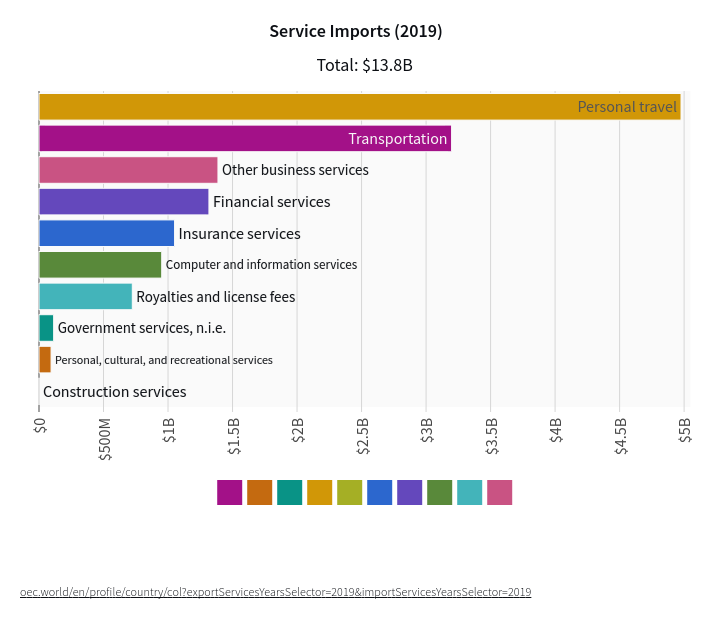 Service Imports (2019)
Total: $13.8B
Personal travel
Transportation
Other business services
Financial services
Insurance services
Computer and information services
Royalties and license fees
Government services, n.i.e.
Personal, cultural, and recreational services
Construction services
$0
$500M
$1B
$1.5B
$2B
$2.5B
$3B
$3.5B
$4B
$4.5B
$5B
oec.world/en/profile/country/col?exportServicesYearsSelector=2019&importServicesYearsSelector=2019